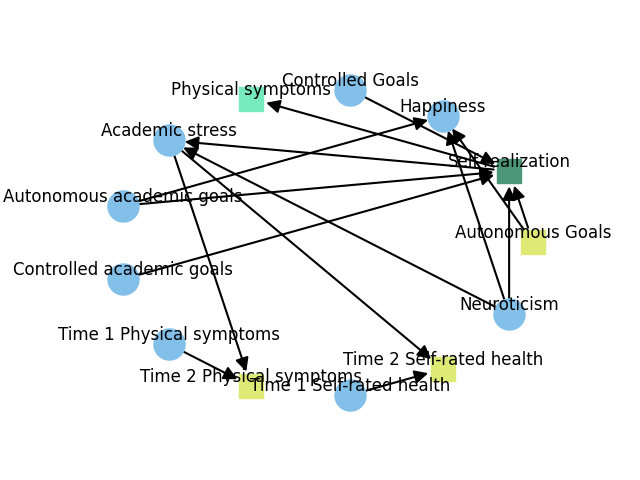 Controlled Goals
Physical symptoms
Happiness
Academic stress
Self-realization
Autonomous academic goals
Autonomous Goals
Controlled academic goals
Neuroticism
Time 1 Physical symptoms
Time 2 Self-rated health
Time 2 Physical symptoms
Time 1 Self-rated health